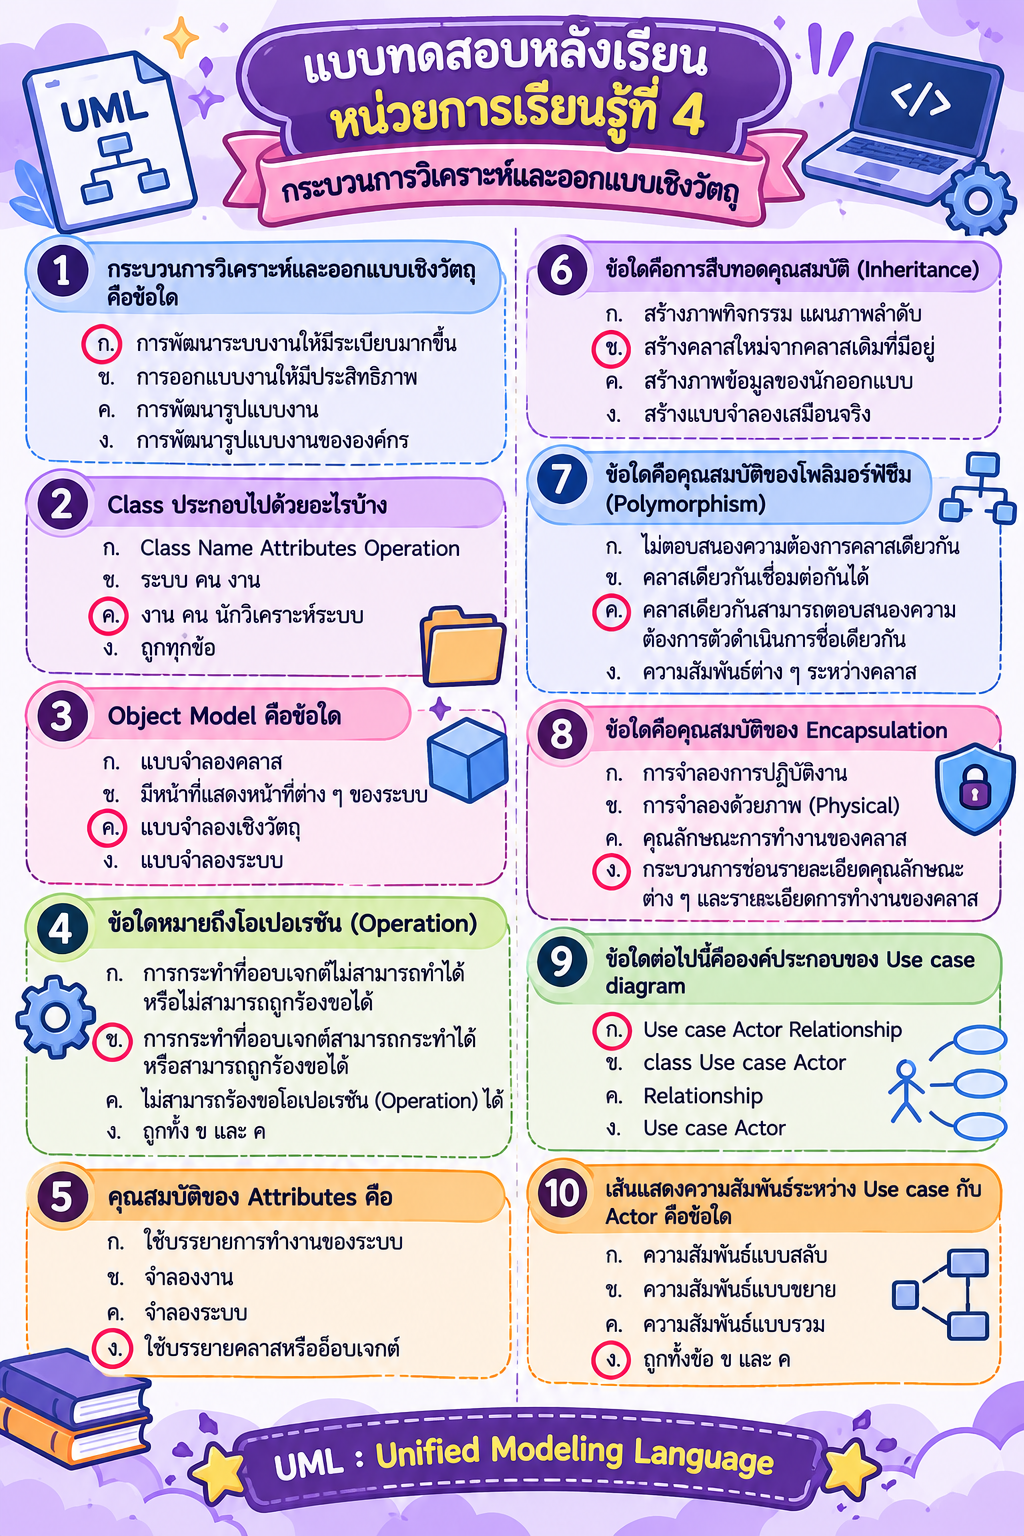 UML
แบบทดสอบหลังเรียน
หน่วยการเรียนรู้ที่ 4
กระบวนการวิเคราะห์และออกแบบเชิงวัตถุ
</>
1 กระบวนการวิเคราะห์และออกแบบเชิงวัตถุ
คือข้อใด
ก. การพัฒนาระบบงานให้มีระเบียบมากขึ้น
ข. การออกแบบงานให้มีประสิทธิภาพ
ค. การพัฒนารูปแบบงาน
ง. การพัฒนารูปแบบงานขององค์กร
2 Class ประกอบไปด้วยอะไรบ้าง
ก. Class Name Attributes Operation
ข. ระบบ คน งาน
ค. งาน คน นักวิเคราะห์ระบบ
ง. ถูกทุกข้อ
3 Object Model คือข้อใด
ก. แบบจำลองคลาส
ข. มีหน้าที่แสดงหน้าที่ต่าง ๆ ของระบบ
ค. แบบจำลองเชิงวัตถุ
ง. แบบจำลองระบบ
4 ข้อใดหมายถึงโอเปอเรชัน (Operation)
ก. การกระทำที่ออบเจกต์ไม่สามารถทำได้
หรือไม่สามารถถูกร้องขอได้
ข. การกระทำที่ออบเจกต์สามารถกระทำได้
หรือสามารถถูกร้องขอได้
ค. ไม่สามารถร้องขอโอเปอเรชัน (Operation) ได้
ง. ถูกทั้ง ข และ ค
5 คุณสมบัติของ Attributes คือ
ก. ใช้บรรยายการทำงานของระบบ
ข. จำลองงาน
ค. จำลองระบบ
ง. ใช้บรรยายคลาสหรืออ็อบเจกต์
6 ข้อใดคือการสืบทอดคุณสมบัติ (Inheritance)
ก. สร้างภาพกิจกรรม แผนภาพลำดับ
ข. สร้างคลาสใหม่จากคลาสเดิมที่มีอยู่
ค. สร้างภาพข้อมูลของนักออกแบบ
ง. สร้างแบบจำลองเสมือนจริง
7 ข้อใดคือคุณสมบัติของโพลิมอร์ฟิซึม
(Polymorphism)
ก. ไม่ตอบสนองความต้องการคลาสเดียวกัน
ข. คลาสเดียวกันเชื่อมต่อกันได้
ค. คลาสเดียวกันสามารถตอบสนองความ
ต้องการตัวดำเนินการชื่อเดียวกัน
ง. ความสัมพันธ์ต่าง ๆ ระหว่างคลาส
8 ข้อใดคือคุณสมบัติของ Encapsulation
ก. การจำลองการปฏิบัติงาน
ข. การจำลองด้วยภาพ (Physical)
ค. คุณลักษณะการทำงานของคลาส
ง. กระบวนการซ่อนรายละเอียดคุณลักษณะ
ต่าง ๆ และรายละเอียดการทำงานของคลาส
9 ข้อใดต่อไปนี้คือองค์ประกอบของ Use case
diagram
ก. Use case Actor Relationship
ข. class Use case Actor
ค. Relationship
ง. Use case Actor
10 เส้นแสดงความสัมพันธ์ระหว่าง Use case กับ
Actor คือข้อใด
ก. ความสัมพันธ์แบบสลับ
ข. ความสัมพันธ์แบบขยาย
ค. ความสัมพันธ์แบบรวม
ง. ถูกทั้งข้อ ข และ ค
UML : Unified Modeling Language